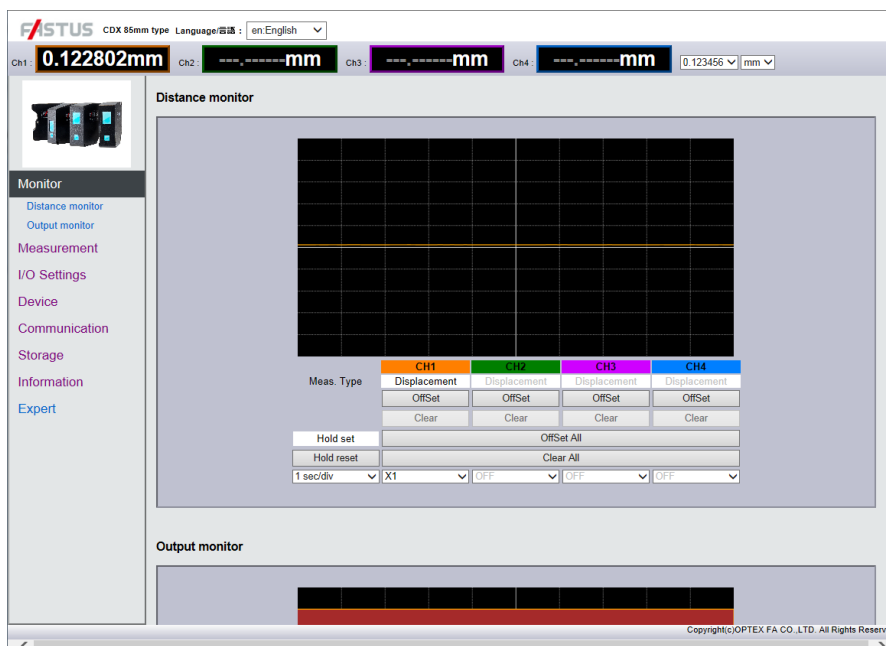 FASTUS CDX 85mm type Language/言語 : en:English
Ch1 : 0.122802mm Ch2 : ---.------mm Ch3 : ---.------mm Ch4 : ---.------mm 0.123456 mm
Distance monitor
Monitor
Distance monitor
Output monitor
Measurement
I/O Settings
Device
Communication
Storage
Information
Expert
CH1 CH2 CH3 CH4
Meas. Type Displacement Displacement Displacement Displacement
OffSet OffSet OffSet OffSet
Clear Clear Clear Clear
Hold set OffSet All
Hold reset Clear All
1 sec/div X1 OFF OFF OFF
Output monitor
Copyright(c)OPTEX FA CO.,LTD. All Rights Reserv